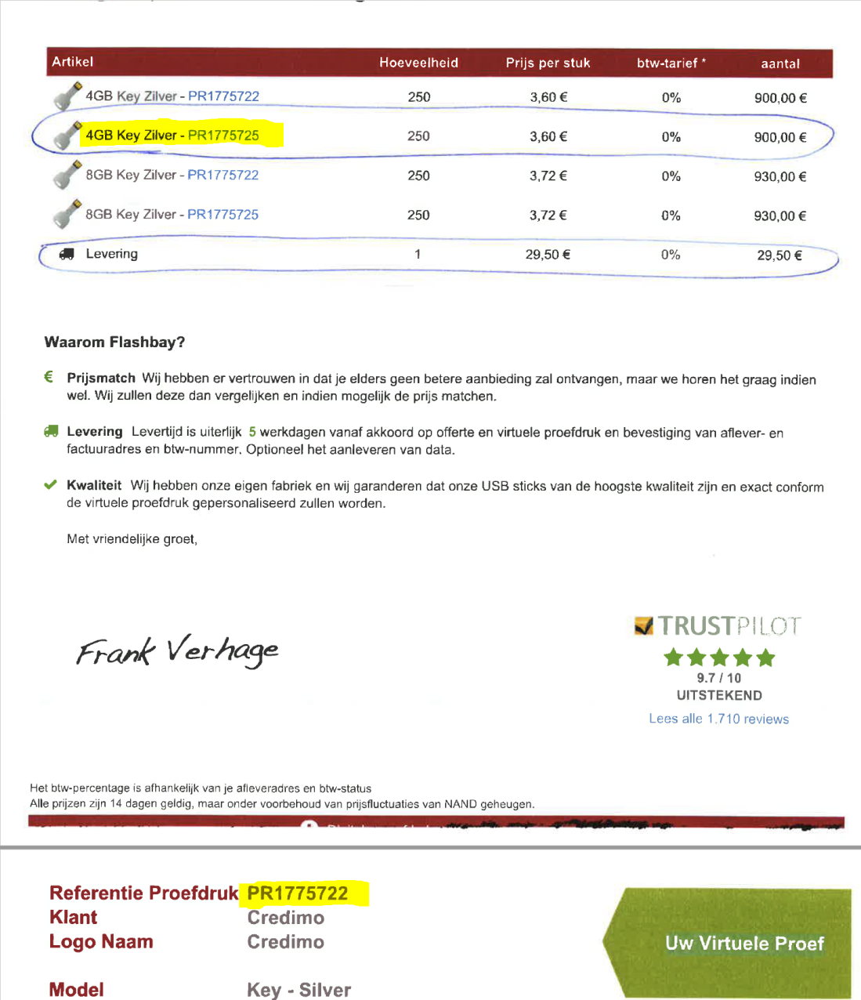 Artikel Hoeveelheid Prijs per stuk btw-tarief * aantal
4GB Key Zilver - PR1775722 250 3,60 € 0% 900,00 €
4GB Key Zilver - PR1775725 250 3,60 € 0% 900,00 €
8GB Key Zilver - PR1775722 250 3,72 € 0% 930,00 €
8GB Key Zilver - PR1775725 250 3,72 € 0% 930,00 €
Levering 1 29,50 € 0% 29,50 €
Waarom Flashbay?
€ Prijsmatch Wij hebben er vertrouwen in dat je elders geen betere aanbieding zal ontvangen, maar we horen het graag indien
wel. Wij zullen deze dan vergelijken en indien mogelijk de prijs matchen.
Levering Levertijd is uiterlijk 5 werkdagen vanaf akkoord op offerte en virtuele proefdruk en bevestiging van aflever- en
factuuradres en btw-nummer. Optioneel het aanleveren van data.
Kwaliteit Wij hebben onze eigen fabriek en wij garanderen dat onze USB sticks van de hoogste kwaliteit zijn en exact conform
de virtuele proefdruk gepersonaliseerd zullen worden.
Met vriendelijke groet,
Frank Verhage
TRUSTPILOT
9.7 / 10
UITSTEKEND
Lees alle 1.710 reviews
Het btw-percentage is afhankelijk van je afleveradres en btw-status
Alle prijzen zijn 14 dagen geldig, maar onder voorbehoud van prijsfluctuaties van NAND geheugen.
Referentie Proefdruk PR1775722
Klant Credimo
Logo Naam Credimo
Uw Virtuele Proef
Model Key - Silver